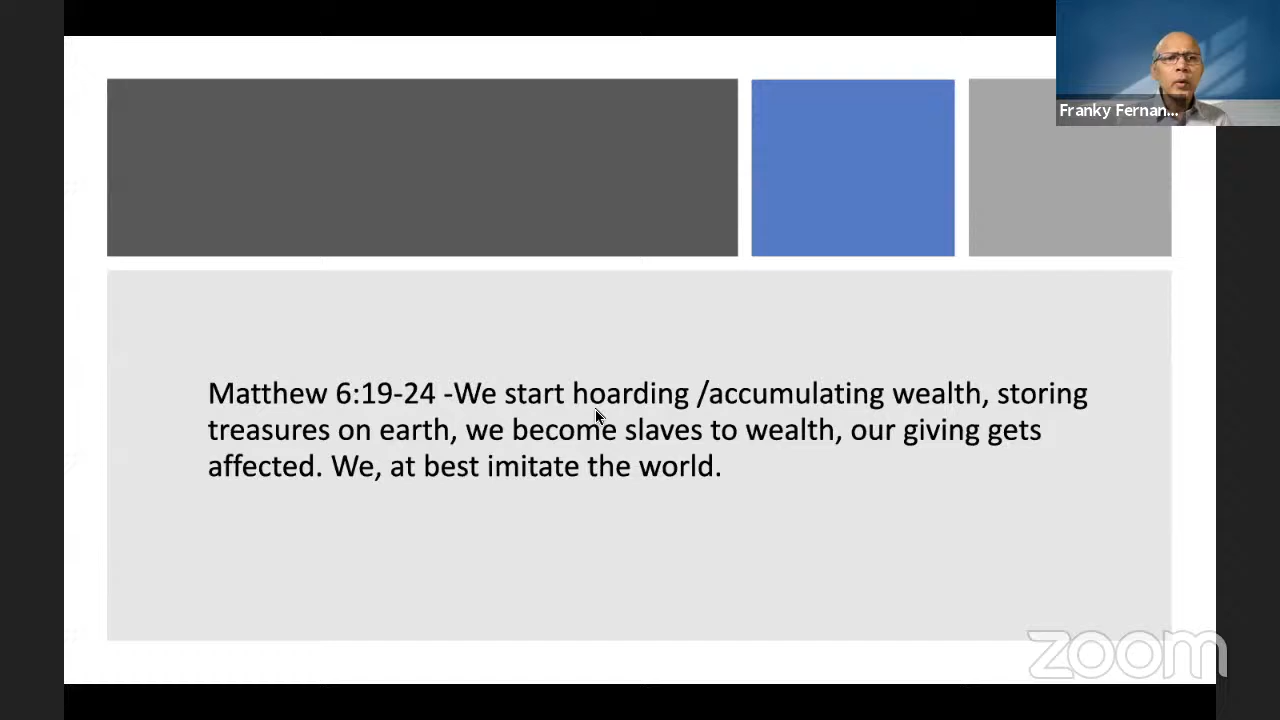 Franky Fernan...
Matthew 6:19-24 -We start hoarding /accumulating wealth, storing
treasures on earth, we become slaves to wealth, our giving gets
affected. We, at best imitate the world.
zoom